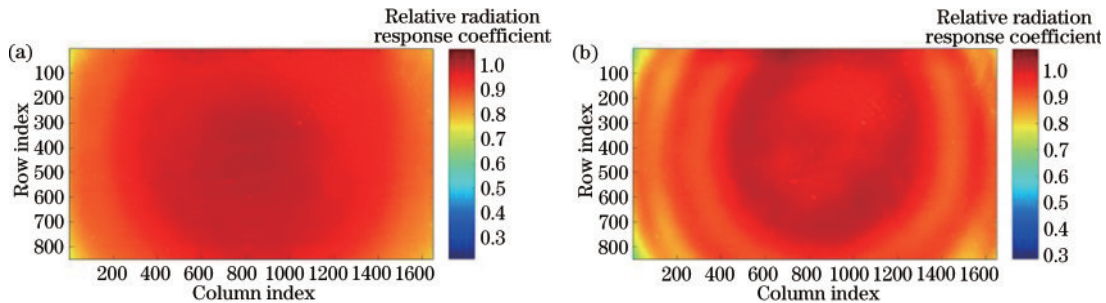 Relative radiation
response coefficient
(a)
100
200
300
400
500
600
700
800
Row index
200 400 600 800 1000 1200 1400 1600
Column index
1.0
0.9
0.8
0.7
0.6
0.5
0.4
0.3
Relative radiation
response coefficient
(b)
100
200
300
400
500
600
700
800
Row index
200 400 600 800 1000 1200 1400 1600
Column index
1.0
0.9
0.8
0.7
0.6
0.5
0.4
0.3